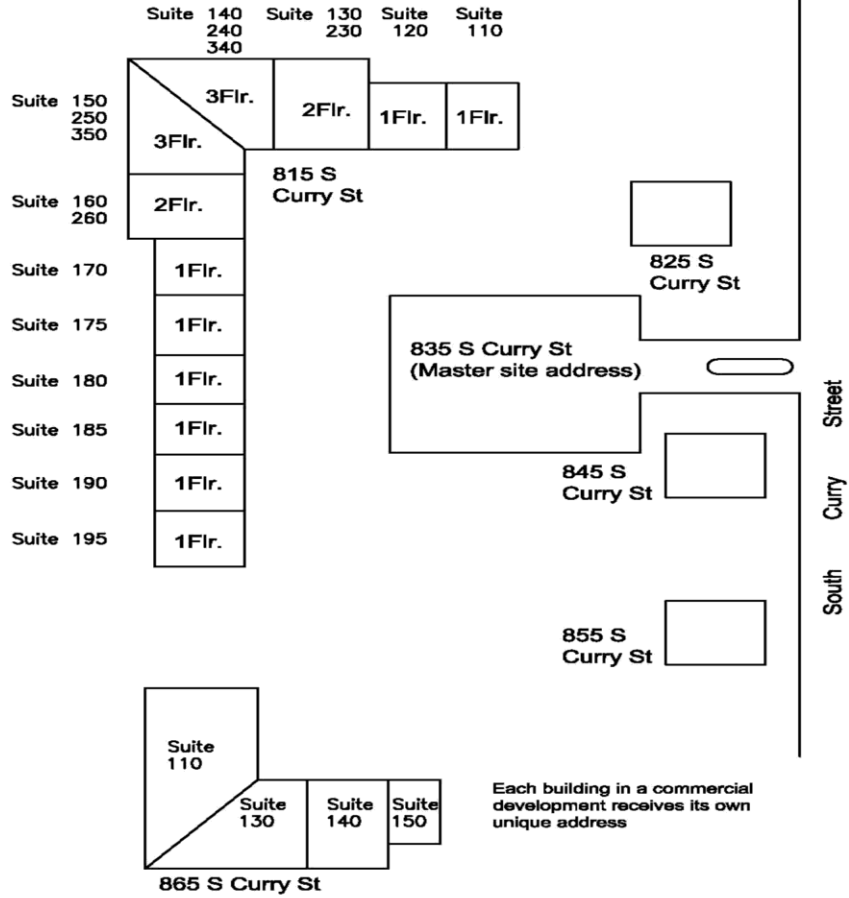 Suite 140
240
340
Suite 130
230
Suite
120
Suite
110
Suite 150
250
350
3Flr.
3Flr.
2Flr.
1Flr.
1Flr.
815 S
Curry St
Suite 160
260
2Flr.
Suite 170
1Flr.
Suite 175
1Flr.
Suite 180
1Flr.
Suite 185
1Flr.
Suite 190
1Flr.
Suite 195
1Flr.
825 S
Curry St
835 S Curry St
(Master site address)
845 S
Curry St
855 S
Curry St
South Curry Street
Suite
110
Suite
130
Suite
140
Suite
150
865 S Curry St
Each building in a commercial
development receives its own
unique address